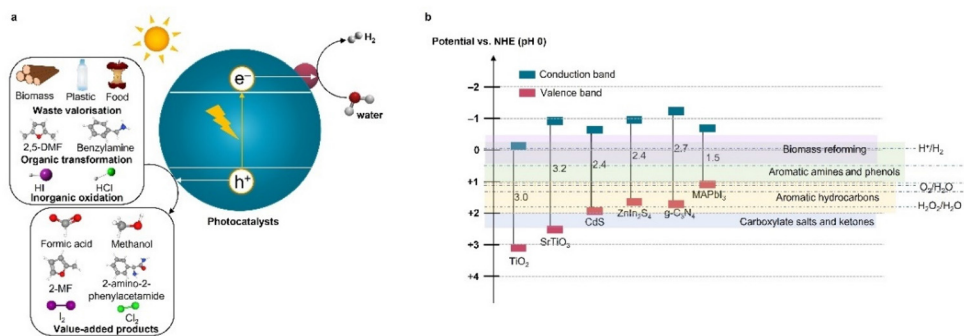 a
Biomass Plastic Food
Waste valorisation
2,5-DMF Benzylamine
Organic transformation
HI HCl
Inorganic oxidation
Formic acid Methanol
2-MF 2-amino-2-
phenylacetamide
I₂ Cl₂
Value-added products
e⁻
h⁺
Photocatalysts
H₂
water
b
Potential vs. NHE (pH 0)
Conduction band
Valence band
-2
-1
0
+1
+2
+3
+4
3.0
3.2
2.4
2.4
2.7
1.5
TiO₂
SrTiO₃
CdS
ZnIn₂S₄
g-C₃N₄
MAPbI₃
Biomass reforming
Aromatic amines and phenols
Aromatic hydrocarbons
Carboxylate salts and ketones
H⁺/H₂
O₂/H₂O
H₂O₂/H₂O